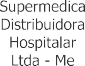 Supermedica
Distribuidora
Hospitalar
Ltda - Me